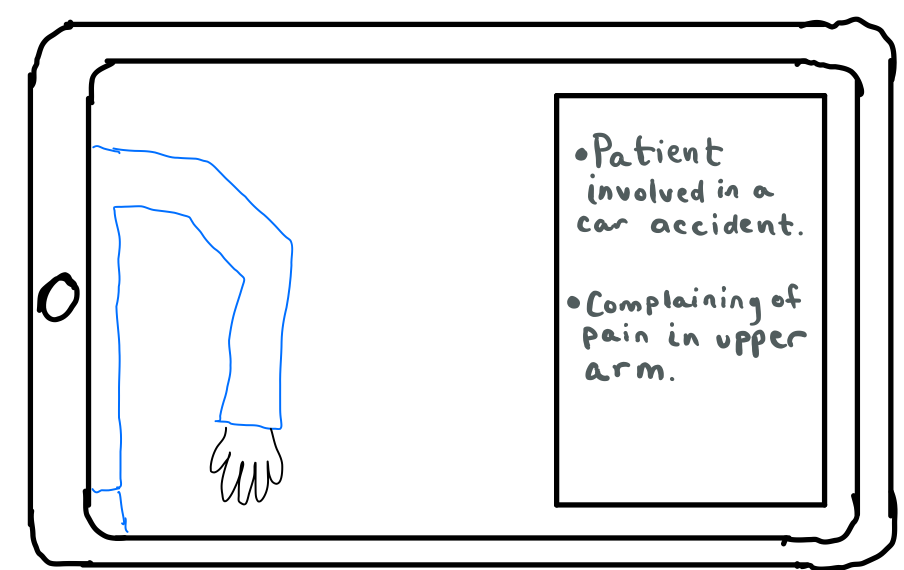 •Patient
involved in a
car accident.
•Complaining of
pain in upper
arm.